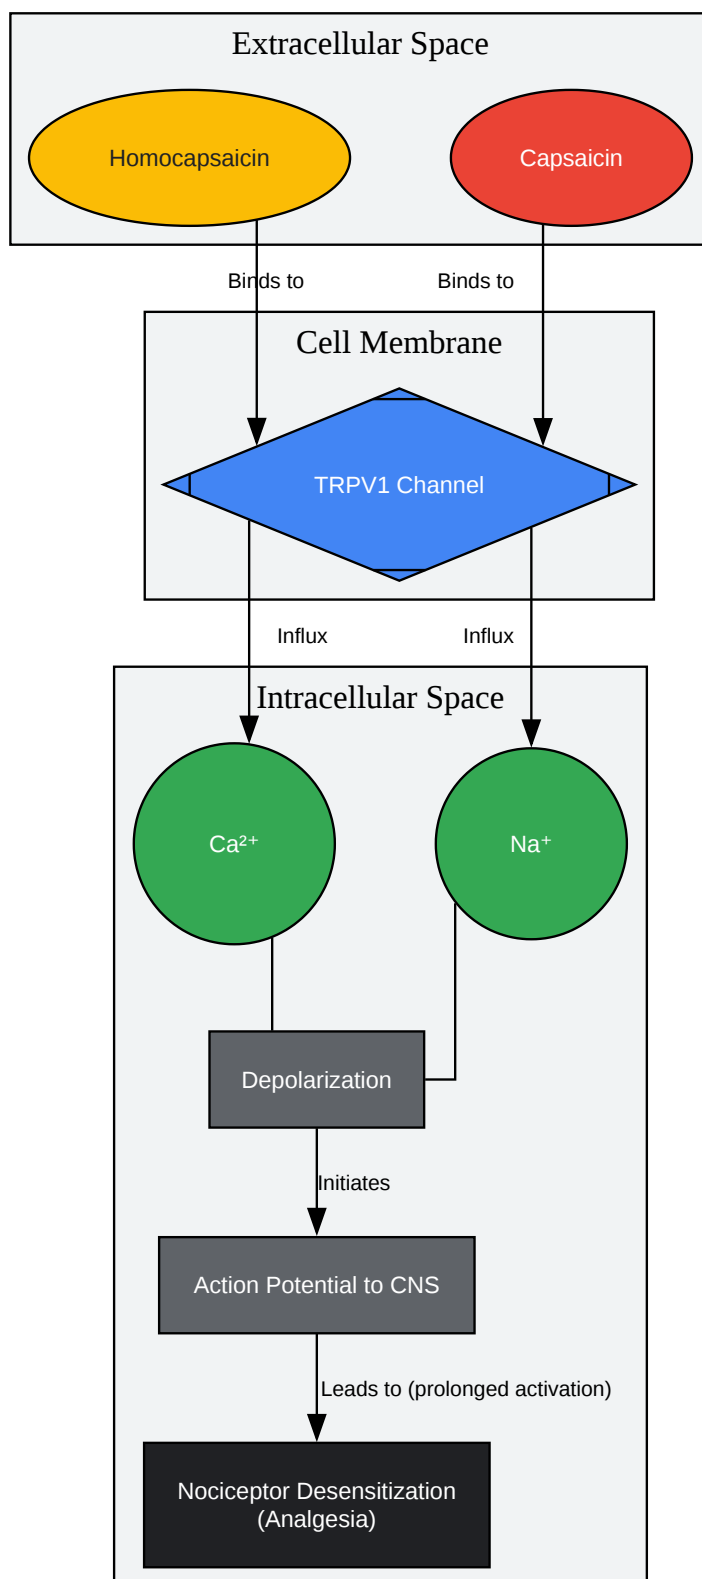 Extracellular Space
Homocapsaicin
Capsaicin
Binds to
Binds to
Cell Membrane
TRPV1 Channel
Influx
Influx
Intracellular Space
Ca²⁺
Na⁺
Depolarization
Initiates
Action Potential to CNS
Leads to (prolonged activation)
Nociceptor Desensitization
(Analgesia)